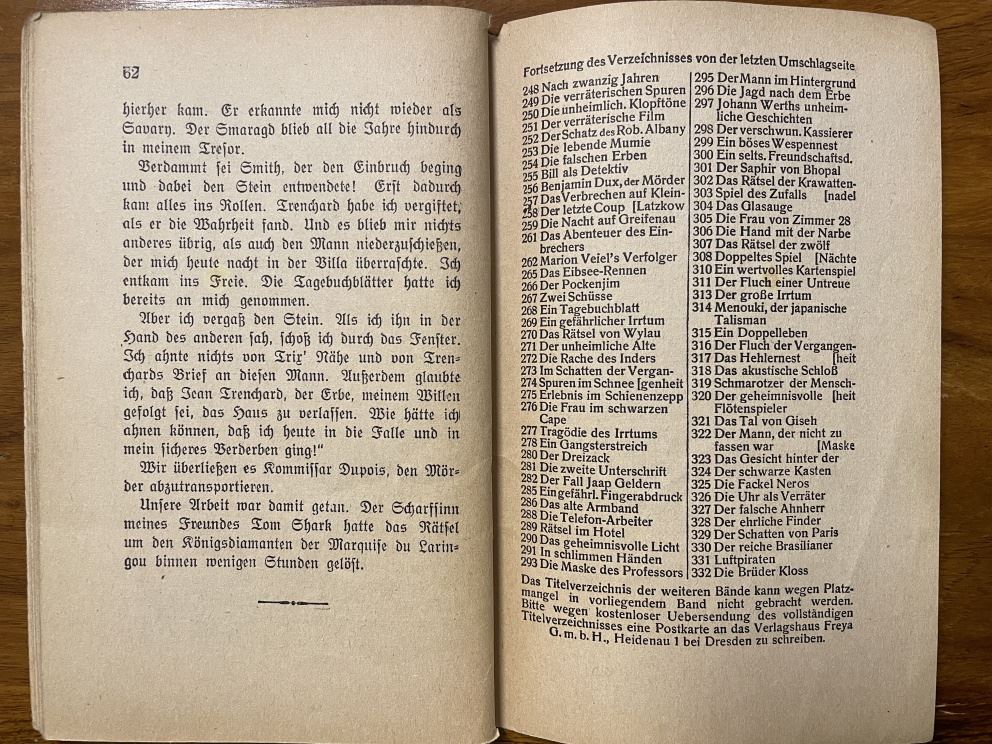 62
hierher kam. Er erkannte mich nicht wieder als
Savary. Der Smaragd blieb all die Jahre hindurch
in meinem Tresor.
Verdammt sei Smith, der den Einbruch beging
und dabei den Stein entwendete! Erst dadurch
kam alles ins Rollen. Trenchard habe ich vergiftet,
als er die Wahrheit fand. Und es blieb mir nichts
anderes übrig, als auch den Mann niederzuschießen,
der mich heute nacht in der Villa überraschte. Ich
entkam ins Freie. Die Tagebuchblätter hatte ich
bereits an mich genommen.
Aber ich vergaß den Stein. Als ich ihn in der
Hand des anderen sah, schoß ich durch das Fenster.
Ich ahnte nichts von Trix' Nähe und von Tren-
chards Brief an diesen Mann. Außerdem glaubte
ich, daß Jean Trenchard, der Erbe, meinem Willen
gefolgt sei, das Haus zu verlassen. Wie hätte ich
ahnen können, daß ich heute in die Falle und in
mein sicheres Verderben ging!"
Wir überließen es Kommissar Dupois, den Mör-
der abzutransportieren.
Unsere Arbeit war damit getan. Der Scharfsinn
meines Freundes Tom Shark hatte das Rätsel
um den Königsdiamanten der Marquise du Larin-
gou binnen wenigen Stunden gelöst.
Fortsetzung des Verzeichnisses von der letzten Umschlagseite
248 Nach zwanzig Jahren
249 Die verräterischen Spuren
250 Die unheimlich. Klopftöne
251 Der verräterische Film
252 Der Schatz des Rob. Albany
253 Die lebende Mumie
254 Die falschen Erben
255 Bill als Detektiv
256 Benjamin Dux, der Mörder
257 Das Verbrechen auf Klein-
258 Der letzte Coup [Latzkow
259 Die Nacht auf Greifenau
261 Das Abenteuer des Ein-
brechers
262 Marion Veiel's Verfolger
265 Das Eibsee-Rennen
266 Der Pockenjim
267 Zwei Schüsse
268 Ein Tagebuchblatt
269 Ein gefährlicher Irrtum
270 Das Rätsel von Wylau
271 Der unheimliche Alte
272 Die Rache des Inders
273 Im Schatten der Vergan-
274 Spuren im Schnee [genheit
275 Erlebnis im Schienenzepp
276 Die Frau im schwarzen
Cape
277 Tragödie des Irrtums
278 Ein Gangsterstreich
280 Der Dreizack
281 Die zweite Unterschrift
282 Der Fall Jaap Geldern
285 Ein gefährl. Fingerabdruck
286 Das alte Armband
288 Die Telefon-Arbeiter
289 Rätsel im Hotel
290 Das geheimnisvolle Licht
291 In schlimmen Händen
293 Die Maske des Professors
295 Der Mann im Hintergrund
296 Die Jagd nach dem Erbe
297 Johann Werths unheim-
liche Geschichten
298 Der verschwun. Kassierer
299 Ein böses Wespennest
300 Ein selts. Freundschaftsd.
301 Der Saphir von Bhopal
302 Das Rätsel der Krawatten-
303 Spiel des Zufalls [nadel
304 Das Glasauge
305 Die Frau von Zimmer 28
306 Die Hand mit der Narbe
307 Das Rätsel der zwölf
308 Doppeltes Spiel [Nächte
310 Ein wertvolles Kartenspiel
311 Der Fluch einer Untreue
313 Der große Irrtum
314 Menouki, der japanische
Talisman
315 Ein Doppelleben
316 Der Fluch der Vergangen-
317 Das Hehlernest [heit
318 Das akustische Schloß
319 Schmarotzer der Mensch-
320 Der geheimnisvolle [heit
Flötenspieler
321 Das Tal von Giseh
322 Der Mann, der nicht zu
fassen war [Maske
323 Das Gesicht hinter der
324 Der schwarze Kasten
325 Die Fackel Neros
326 Die Uhr als Verräter
327 Der falsche Ahnherr
328 Der ehrliche Finder
329 Der Schatten von Paris
330 Der reiche Brasilianer
331 Luftpiraten
332 Die Brüder Kloss
Das Titelverzeichnis der weiteren Bände kann wegen Platz-
mangel in vorliegendem Band nicht gebracht werden.
Bitte wegen kostenloser Uebersendung des vollständigen
Titelverzeichnisses eine Postkarte an das Verlagshaus Freya
G. m. b. H., Heidenau 1 bei Dresden zu schreiben.